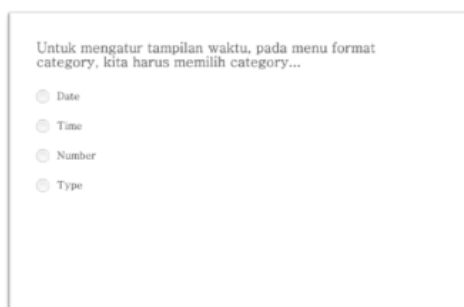 Untuk mengatur tampilan waktu, pada menu format
category, kita harus memilih category...
Date
Time
Number
Type